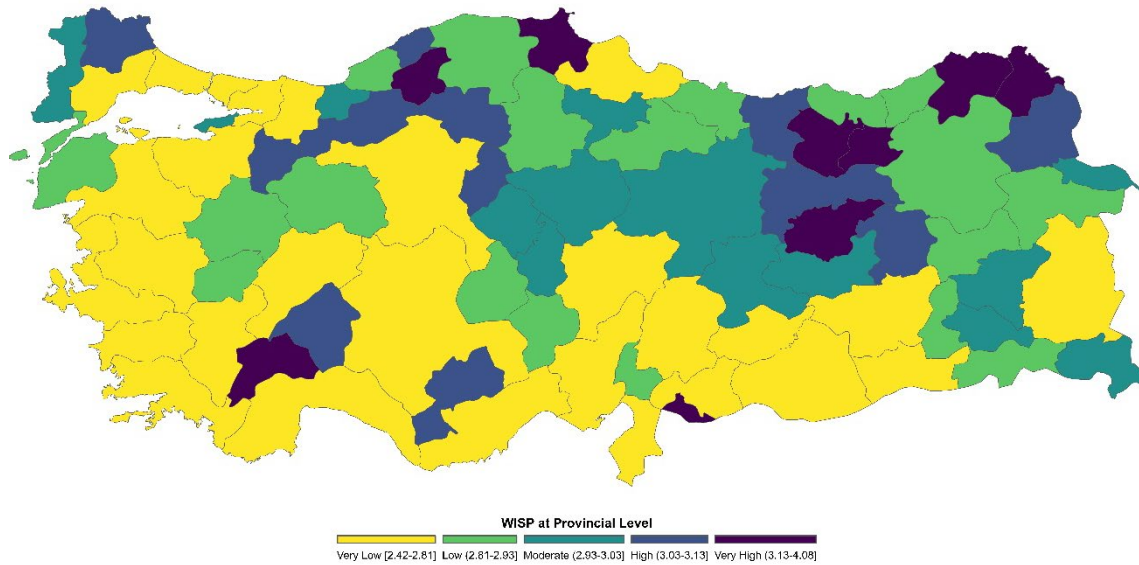 WISP at Provincial Level
Very Low [2.42-2.81] Low (2.81-2.93] Moderate (2.93-3.03] High (3.03-3.13] Very High (3.13-4.08]